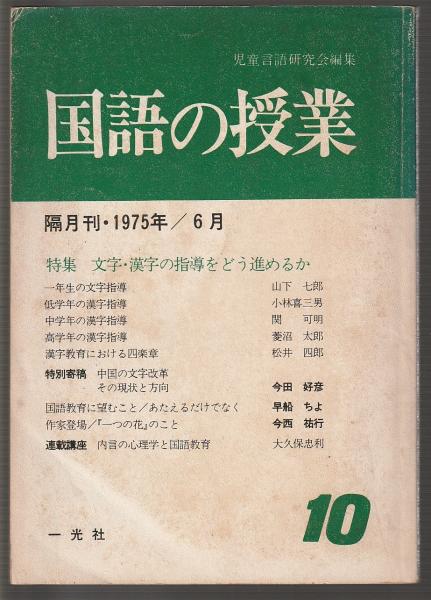 児童言語研究会編集
国語の授業
隔月刊・1975年／6月
特集 文字・漢字の指導をどう進めるか
一年生の文字指導 山下 七郎
低学年の漢字指導 小林喜三男
中学年の漢字指導 関 可明
高学年の漢字指導 菱沼 太郎
漢字教育における四楽章 松井 四郎
特別寄稿 中国の文字改革
その現状と方向 今田 好彦
国語教育に望むこと／あたえるだけでなく 早船 ちよ
作家登場／『一つの花』のこと 今西 祐行
連載講座 内言の心理学と国語教育 大久保忠利
10
一光社